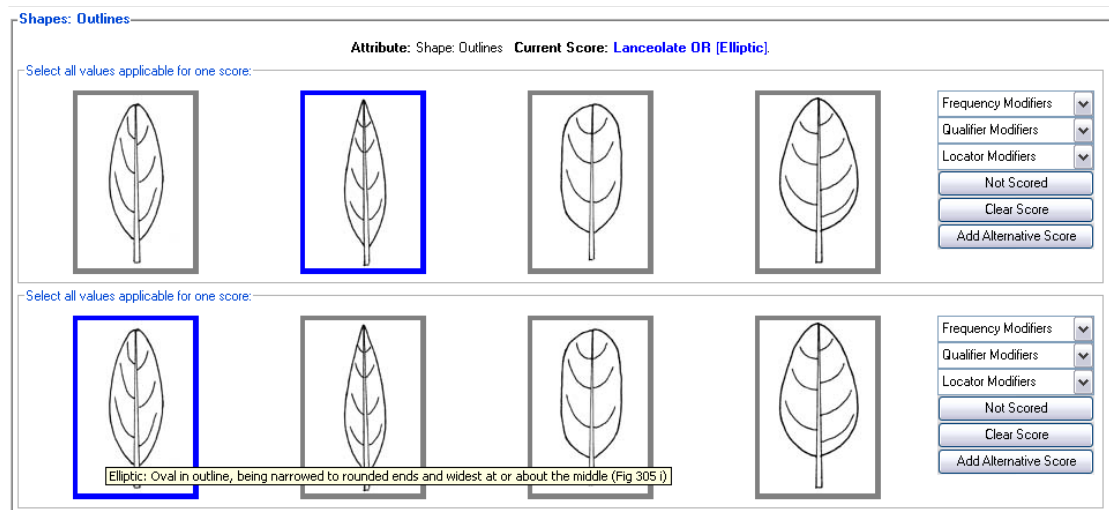 Shapes: Outlines
Attribute: Shape: Outlines Current Score: Lanceolate OR [Elliptic].
Select all values applicable for one score:
Frequency Modifiers
Qualifier Modifiers
Locator Modifiers
Not Scored
Clear Score
Add Alternative Score
Select all values applicable for one score:
Frequency Modifiers
Qualifier Modifiers
Locator Modifiers
Not Scored
Clear Score
Add Alternative Score
Elliptic: Oval in outline, being narrowed to rounded ends and widest at or about the middle (Fig 305 i)